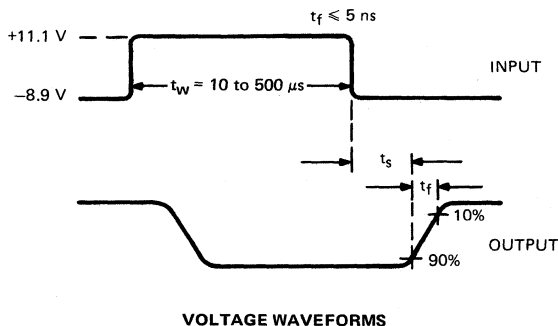 t_f ⩽ 5 ns
+11.1 V
t_w = 10 to 500 μs
INPUT
−8.9 V
t_s
t_f
10%
OUTPUT
90%
VOLTAGE WAVEFORMS